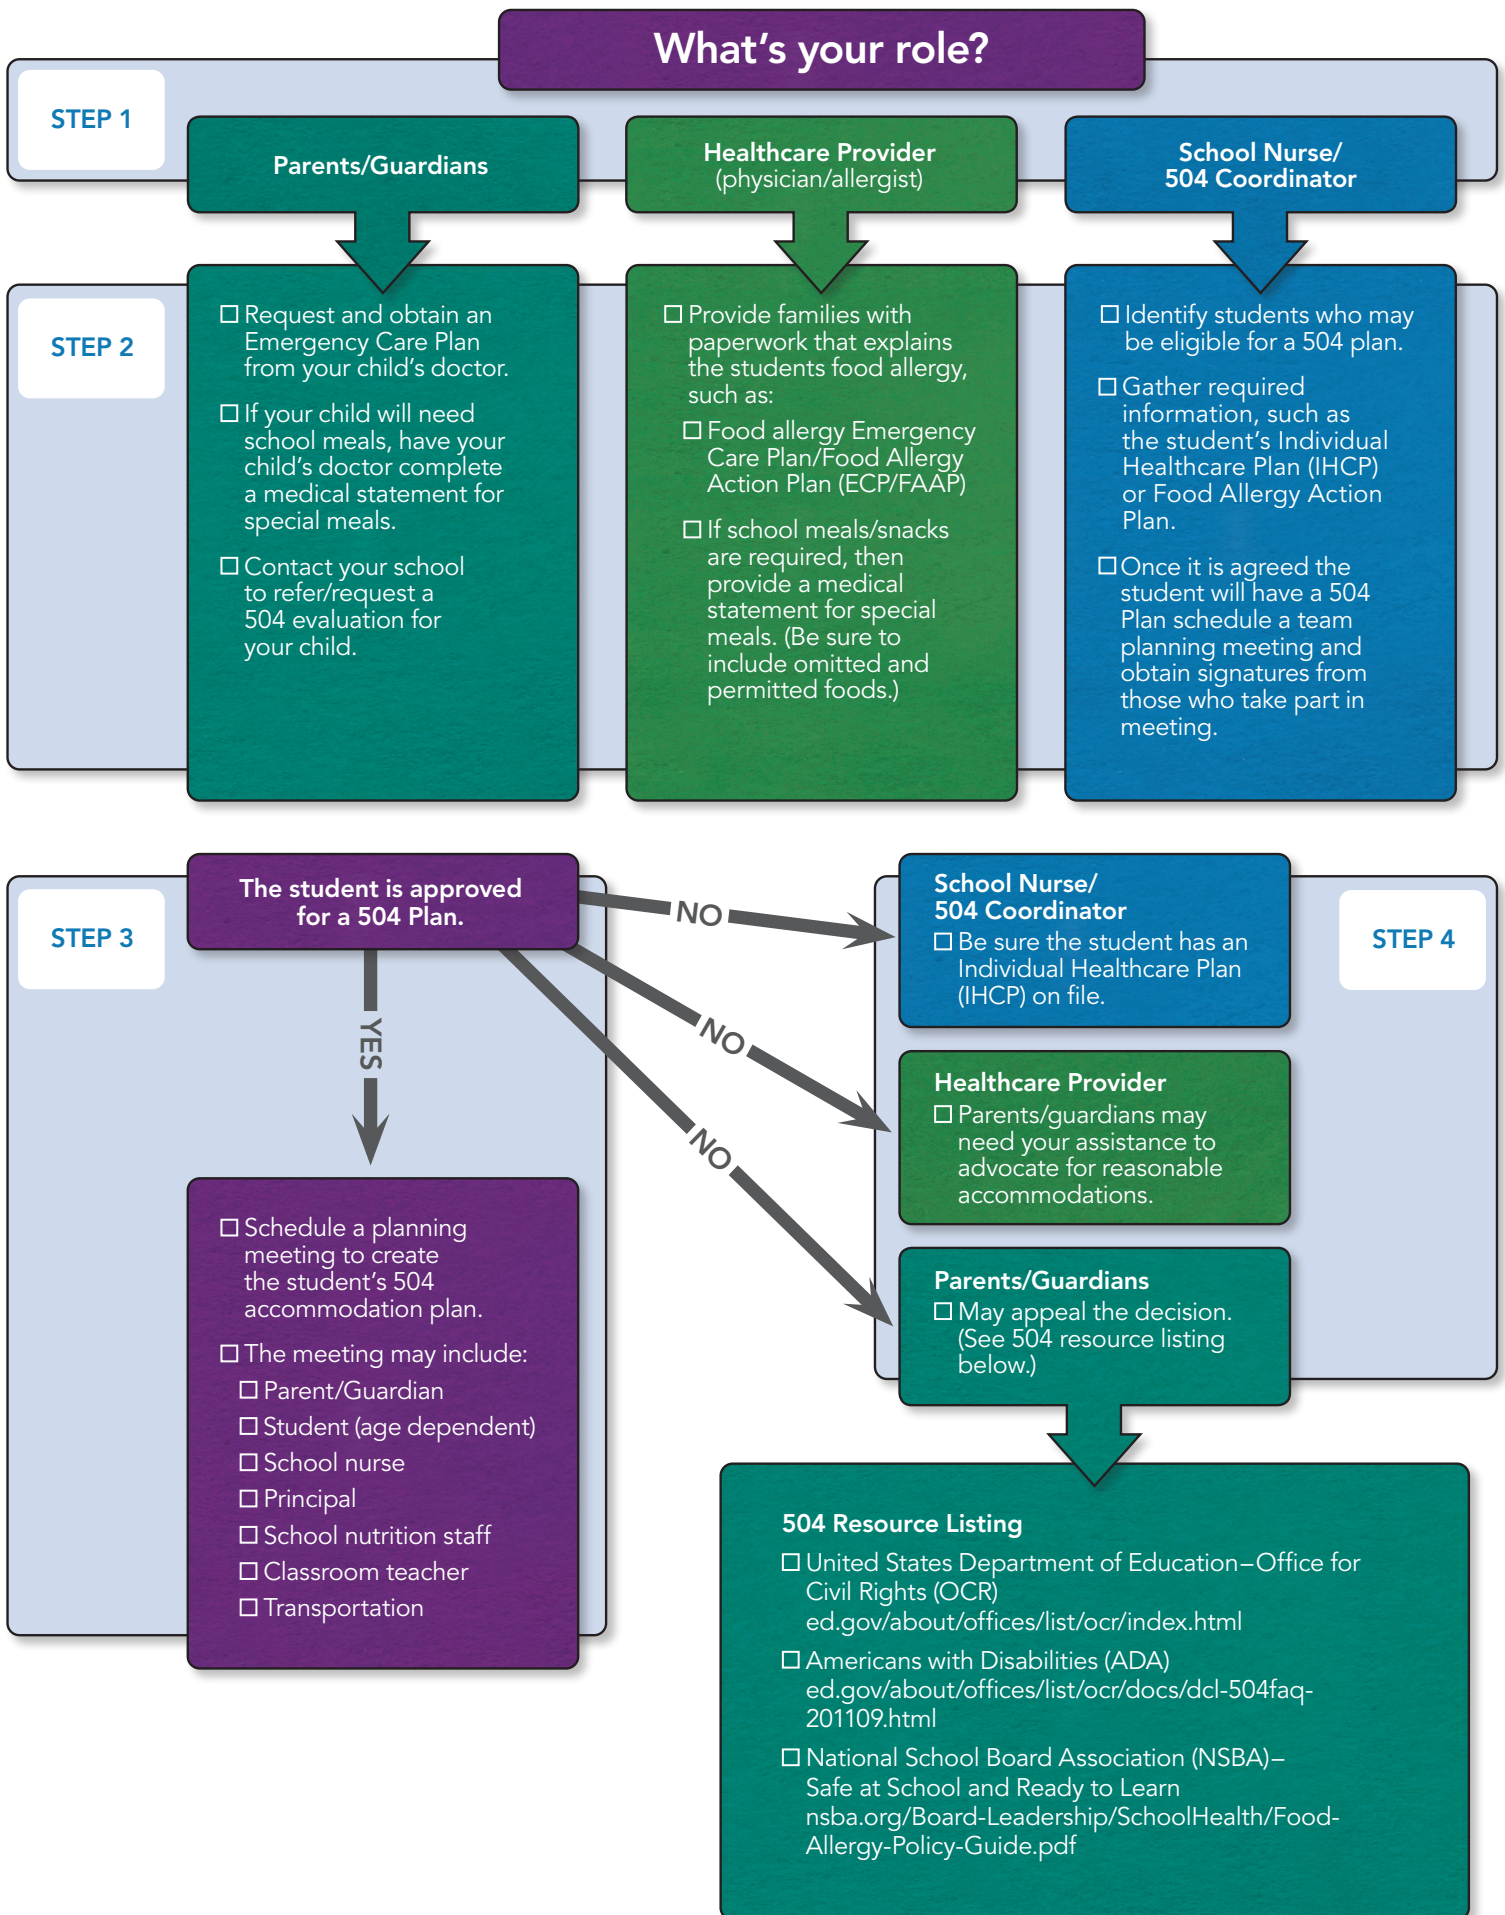 What's your role?
STEP 1
Parents/Guardians
Healthcare Provider
(physician/allergist)
School Nurse/
504 Coordinator
STEP 2
☐ Request and obtain an
Emergency Care Plan
from your child's doctor.
☐ If your child will need
school meals, have your
child's doctor complete
a medical statement for
special meals.
☐ Contact your school
to refer/request a
504 evaluation for
your child.
☐ Provide families with
paperwork that explains
the students food allergy,
such as:
☐ Food allergy Emergency
Care Plan/Food Allergy
Action Plan (ECP/FAAP)
☐ If school meals/snacks
are required, then
provide a medical
statement for special
meals. (Be sure to
include omitted and
permitted foods.)
☐ Identify students who may
be eligible for a 504 plan.
☐ Gather required
information, such as
the student's Individual
Healthcare Plan (IHCP)
or Food Allergy Action
Plan.
☐ Once it is agreed the
student will have a 504
Plan schedule a team
planning meeting and
obtain signatures from
those who take part in
meeting.
STEP 3
The student is approved
for a 504 Plan.
YES
NO
NO
NO
☐ Schedule a planning
meeting to create
the student's 504
accommodation plan.
☐ The meeting may include:
☐ Parent/Guardian
☐ Student (age dependent)
☐ School nurse
☐ Principal
☐ School nutrition staff
☐ Classroom teacher
☐ Transportation
STEP 4
School Nurse/
504 Coordinator
☐ Be sure the student has an
Individual Healthcare Plan
(IHCP) on file.
Healthcare Provider
☐ Parents/guardians may
need your assistance to
advocate for reasonable
accommodations.
Parents/Guardians
☐ May appeal the decision.
(See 504 resource listing
below.)
504 Resource Listing
☐ United States Department of Education–Office for
Civil Rights (OCR)
ed.gov/about/offices/list/ocr/index.html
☐ Americans with Disabilities (ADA)
ed.gov/about/offices/list/ocr/docs/dcl-504faq-
201109.html
☐ National School Board Association (NSBA)–
Safe at School and Ready to Learn
nsba.org/Board-Leadership/SchoolHealth/Food-
Allergy-Policy-Guide.pdf